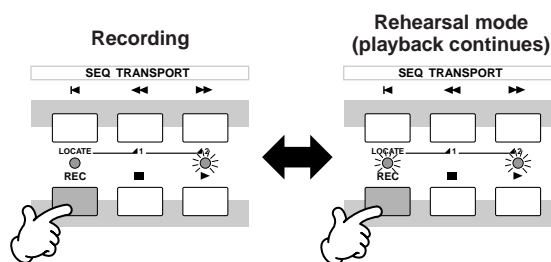 Recording
SEQ TRANSPORT
LOCATE 1 2
REC
Rehearsal mode
(playback continues)
SEQ TRANSPORT
LOCATE 1 2
REC